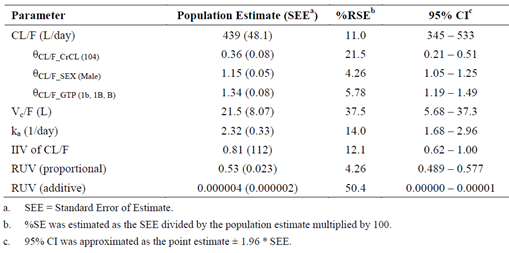 Parameter Population Estimate (SEEᵃ) %RSEᵇ 95% CIᶜ
CL/F (L/day) 439 (48.1) 11.0 345 – 533
θCL/F_CrCL (104) 0.36 (0.08) 21.5 0.21 – 0.51
θCL/F_SEX (Male) 1.15 (0.05) 4.26 1.05 – 1.25
θCL/F_GTP (1b, 1B, B) 1.34 (0.08) 5.78 1.19 – 1.49
Vc/F (L) 21.5 (8.07) 37.5 5.68 – 37.3
ka (1/day) 2.32 (0.33) 14.0 1.68 – 2.96
IIV of CL/F 0.81 (112) 12.1 0.62 – 1.00
RUV (proportional) 0.53 (0.023) 4.26 0.489 – 0.577
RUV (additive) 0.000004 (0.000002) 50.4 0.00000 – 0.00001
a. SEE = Standard Error of Estimate.
b. %SE was estimated as the SEE divided by the population estimate multiplied by 100.
c. 95% CI was approximated as the point estimate ± 1.96 * SEE.